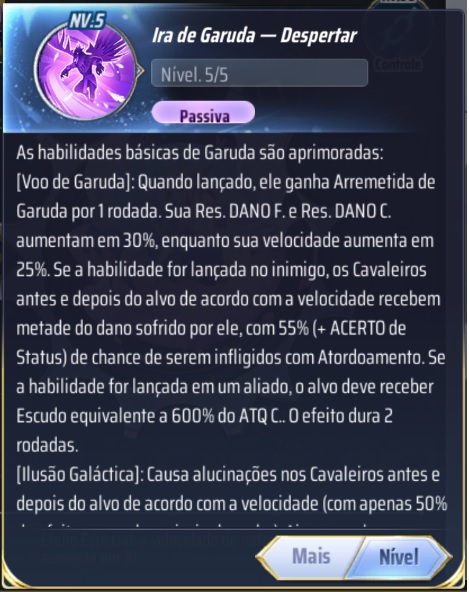 NV.5
Ira de Garuda — Despertar
Controle
Nível. 5/5
Passiva
As habilidades básicas de Garuda são aprimoradas:
[Voo de Garuda]: Quando lançado, ele ganha Arremetida de
Garuda por 1 rodada. Sua Res. DANO F. e Res. DANO C.
aumentam em 30%, enquanto sua velocidade aumenta em
25%. Se a habilidade for lançada no inimigo, os Cavaleiros
antes e depois do alvo de acordo com a velocidade recebem
metade do dano sofrido por ele, com 55% (+ ACERTO de
Status) de chance de serem infligidos com Atordoamento. Se
a habilidade for lançada em um aliado, o alvo deve receber
Escudo equivalente a 600% do ATQ C.. O efeito dura 2
rodadas.
[Ilusão Galáctica]: Causa alucinações nos Cavaleiros antes e
depois do alvo de acordo com a velocidade (com apenas 50%
Mais
Nível